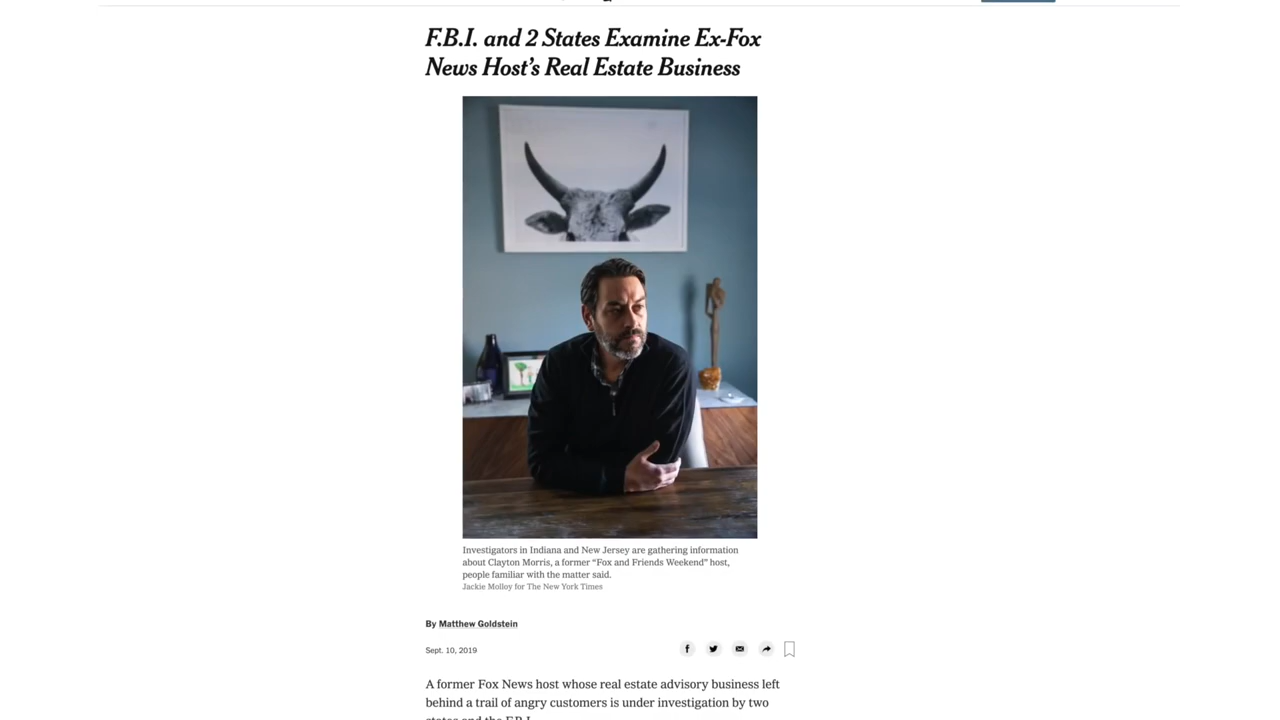 F.B.I. and 2 States Examine Ex-Fox
News Host's Real Estate Business
Investigators in Indiana and New Jersey are gathering information
about Clayton Morris, a former “Fox and Friends Weekend” host,
people familiar with the matter said.
Jackie Molloy for The New York Times
By Matthew Goldstein
Sept. 10, 2019
A former Fox News host whose real estate advisory business left
behind a trail of angry customers is under investigation by two
states and the F.B.I.